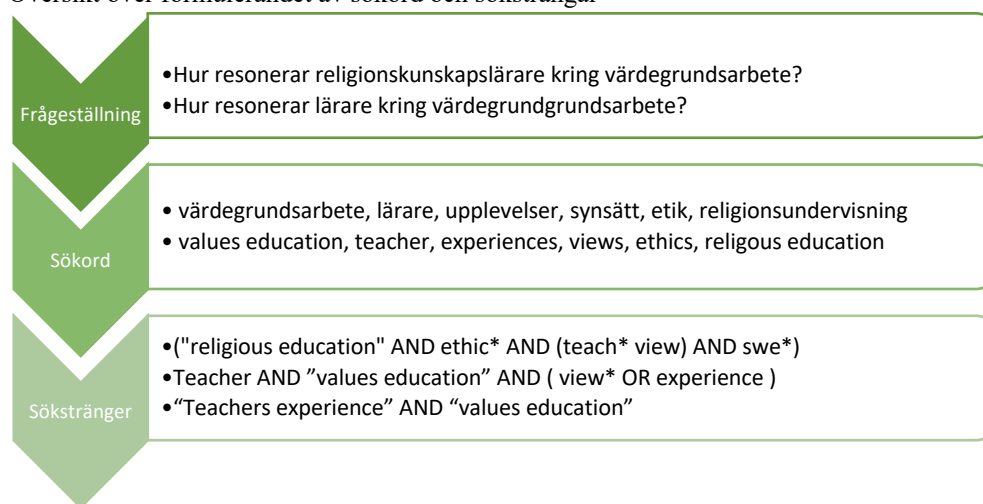 Översikt över formulerandet av sökord och söksträngar
Frågeställning
•Hur resonerar religionskunskapslärare kring värdegrundsarbete?
•Hur resonerar lärare kring värdegrundgrundsarbete?
Sökord
• värdegrundsarbete, lärare, upplevelser, synsätt, etik, religionsundervisning
• values education, teacher, experiences, views, ethics, religous education
Sökstränger
•("religious education" AND ethic* AND (teach* view) AND swe*)
•Teacher AND ”values education” AND ( view* OR experience )
•“Teachers experience” AND “values education”